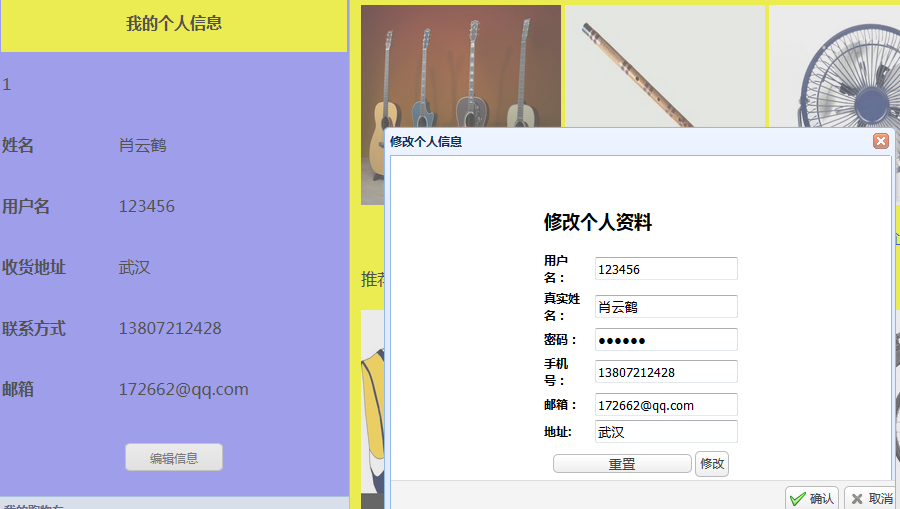 我的个人信息
1
姓名 肖云鹤
用户名 123456
收货地址 武汉
联系方式 13807212428
邮箱 172662@qq.com
编辑信息
推荐
修改个人信息
修改个人资料
用户名： 123456
真实姓名： 肖云鹤
密码： ●●●●●●
手机号： 13807212428
邮箱： 172662@qq.com
地址: 武汉
重置 修改
确认 取消